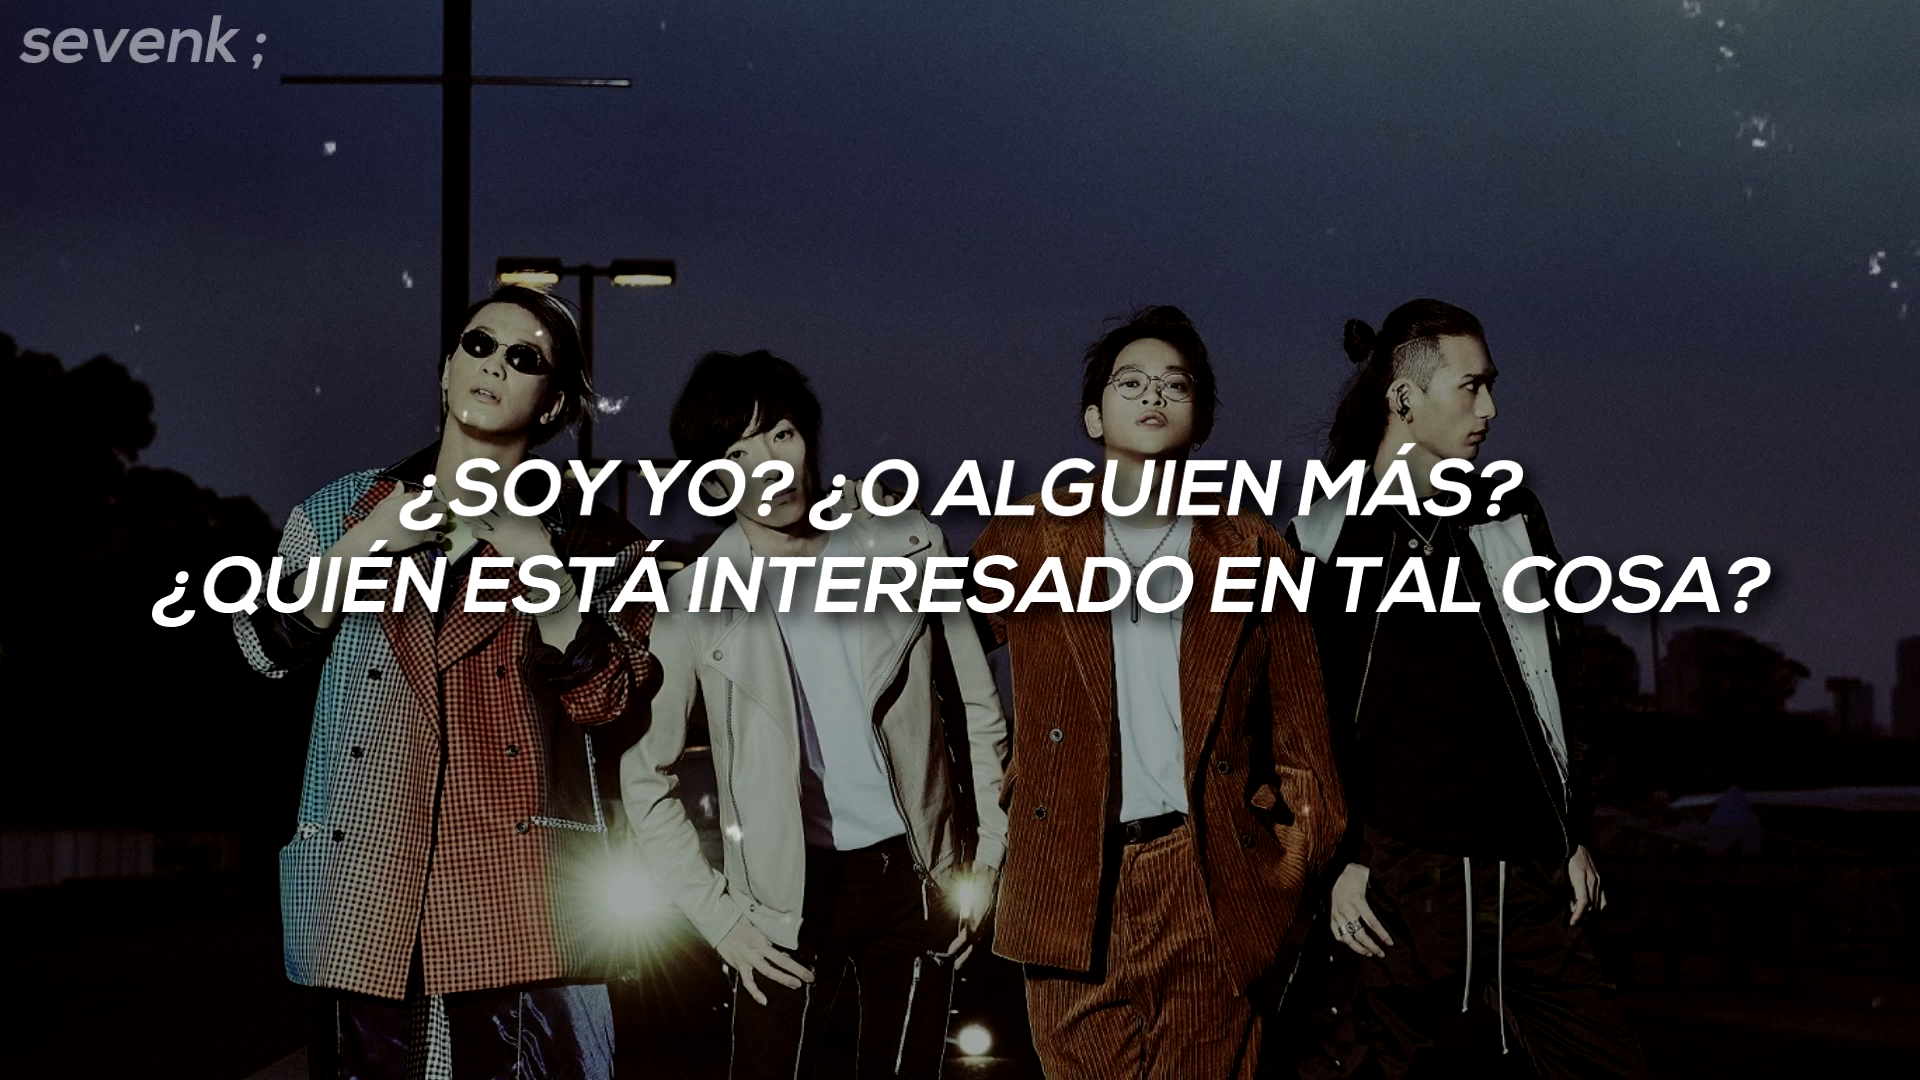 sevenk ;
¿SOY YO? ¿O ALGUIEN MÁS?
¿QUIÉN ESTÁ INTERESADO EN TAL COSA?